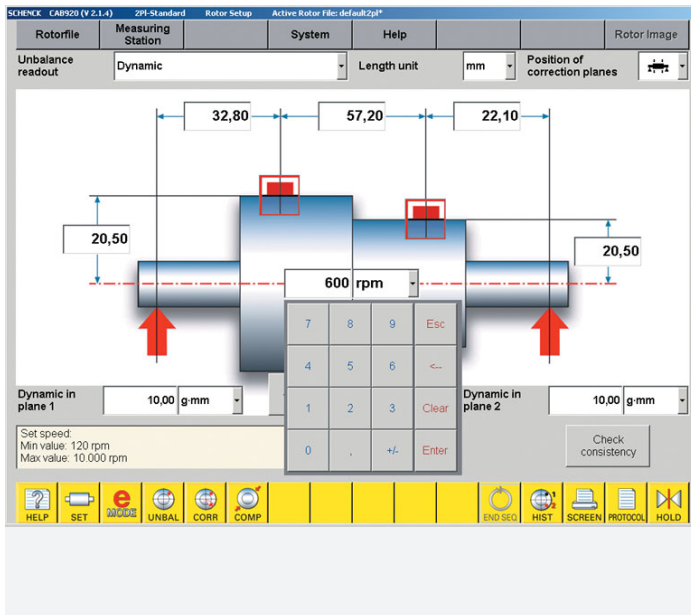 SCHENCK CAB920 (V 2.1.4) 2Pl-Standard Rotor Setup Active Rotor File: default2pl*
Rotorfile Measuring Station System Help Rotor Image
Unbalance readout Dynamic Length unit mm Position of correction planes
32,80 57,20 22,10
20,50
20,50
600 rpm
7 8 9 Esc
4 5 6 <--
1 2 3 Clear
0 , +/- Enter
Dynamic in plane 1 10,00 g·mm
Dynamic in plane 2 10,00 g·mm
Set speed:
Min value: 120 rpm
Max value: 10.000 rpm
Check consistency
? e 1 2
HELP SET MODE UNBAL CORR COMP END SEQ HIST SCREEN PROTOCOL HOLD